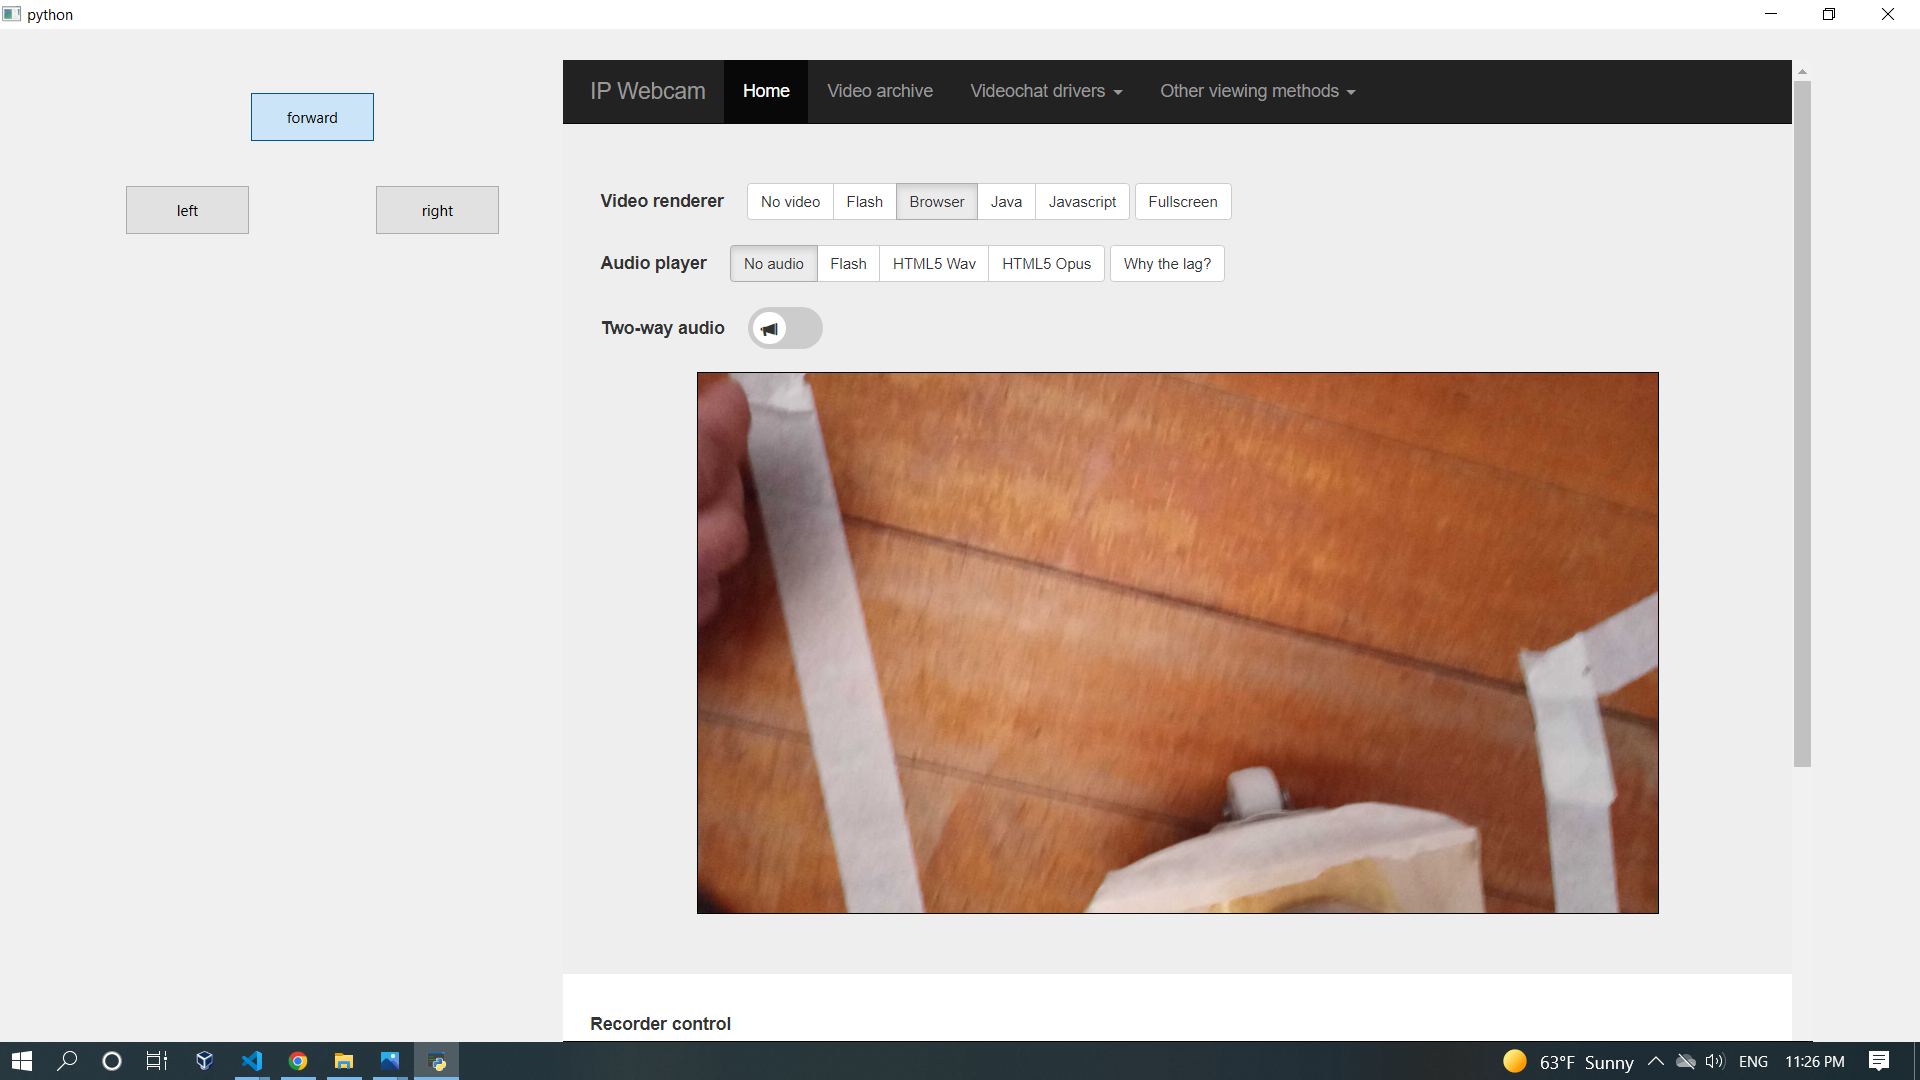 python
forward
left right
IP Webcam Home Video archive Videochat drivers Other viewing methods
Video renderer No video Flash Browser Java Javascript Fullscreen
Audio player No audio Flash HTML5 Wav HTML5 Opus Why the lag?
Two-way audio
Recorder control
63°F Sunny ENG 11:26 PM